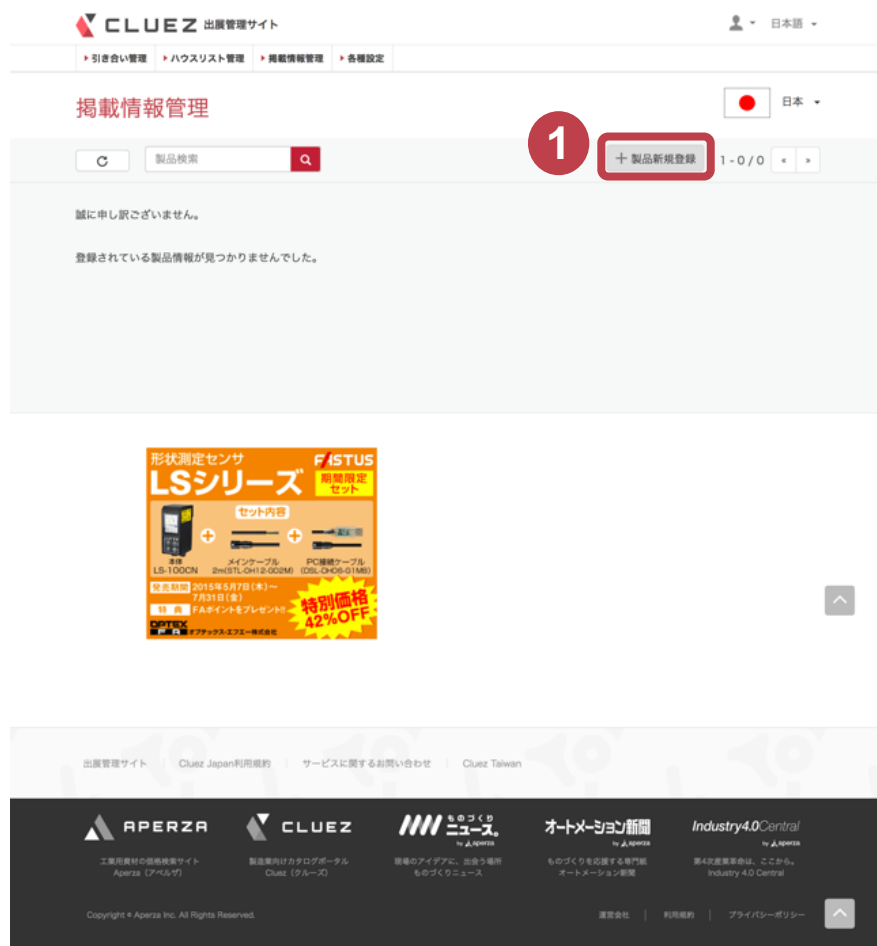 CLUEZ 出展管理サイト
日本語
引き合い管理 ハウスリスト管理 掲載情報管理 各種設定
掲載情報管理
日本
製品検索
1
製品新規登録
1 - 0 / 0 « »
誠に申し訳ございません。
登録されている製品情報が見つかりませんでした。
形状測定センサ
FASTUS
LSシリーズ
期間限定
セット
セット内容
+ +
本体
LS-100CN
メインケーブル
2m(STL-CH12-G02M)
PC接続ケーブル
(DSL-CH06-G1MB)
発売期間 2015年5月7日(木)〜
7月31日(金)
特典 FAポイントをプレゼント!!
特別価格
42%OFF
OPTEX
FA オプテックス・エフエー株式会社
出展管理サイト Cluez Japan利用規約 サービスに関するお問い合わせ Cluez Taiwan
APERZA
工業用資材の価格検索サイト
Aperza（アペルザ）
CLUEZ
製造業向けカタログポータル
Cluez（クルーズ）
ものづくり
ニュース。
by aperza
現場のアイデアに、出会う場所
ものづくりニュース
オートメーション新聞
by aperza
ものづくりを応援する専門紙
オートメーション新聞
Industry4.0Central
by aperza
第4次産業革命は、ここから。
Industry 4.0 Central
Copyright © Aperza Inc. All Rights Reserved.
運営会社 | 利用規約 | プライバシーポリシー